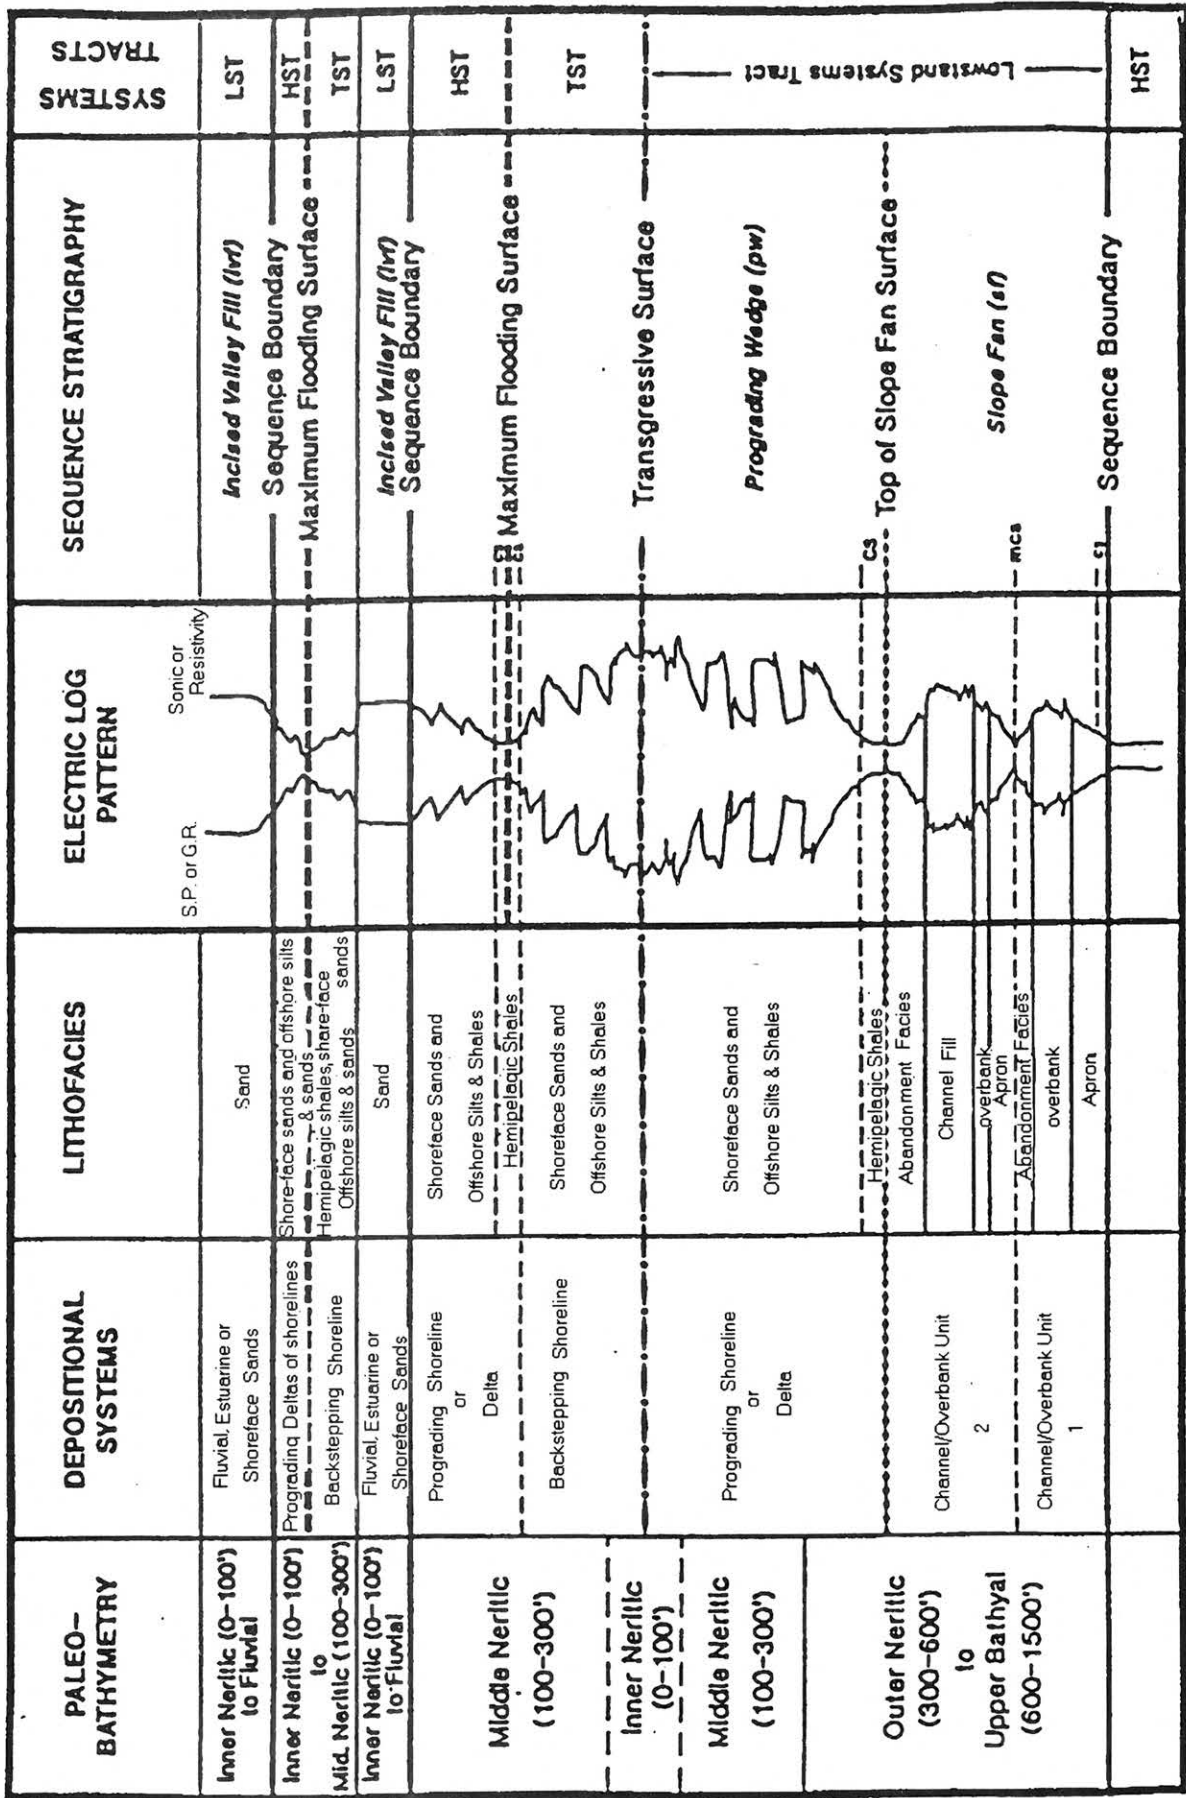 PALEO-
BATHYMETRY
DEPOSITIONAL
SYSTEMS
LITHOFACIES
ELECTRIC LOG
PATTERN
SEQUENCE STRATIGRAPHY
SYSTEMS
TRACTS
Inner Neritic (0-100')
to Fluvial
Inner Neritic (0-100')
to
Mid. Neritic (100-300')
Inner Neritic (0-100')
to Fluvial
Middle Neritic
(100-300')
Inner Neritic
(0-100')
Middle Neritic
(100-300')
Outer Neritic
(300-600')
to
Upper Bathyal
(600-1500')
Fluvial, Estuarine or
Shoreface Sands
Prograding Deltas of shorelines
Backstepping Shoreline
Fluvial, Estuarine or
Shoreface Sands
Prograding Shoreline
or
Delta
Backstepping Shoreline
Prograding Shoreline
or
Delta
Channel/Overbank Unit
2
Channel/Overbank Unit
1
Sand
Shore-face sands and offshore silts
& sands
Hemipelagic shales, share-face
sands
Offshore silts & sands
Sand
Shoreface Sands and
Offshore Silts & Shales
Hemipelagic Shales
Shoreface Sands and
Offshore Silts & Shales
Shoreface Sands and
Offshore Silts & Shales
Hemipelagic Shales
Abandonment Facies
Channel Fill
overbank
Apron
Abandonment Facies
overbank
Apron
S.P. or G.R.
Sonic or
Resistivity
Incised Valley Fill (ivf)
Sequence Boundary
Maximum Flooding Surface
Incised Valley Fill (ivf)
Sequence Boundary
Maximum Flooding Surface
Transgressive Surface
Prograding Wedge (pw)
cs
Top of Slope Fan Surface
Slope Fan (sf)
mcs
Sequence Boundary
LST
HST
TST
LST
HST
TST
Lowstand Systems Tract
HST